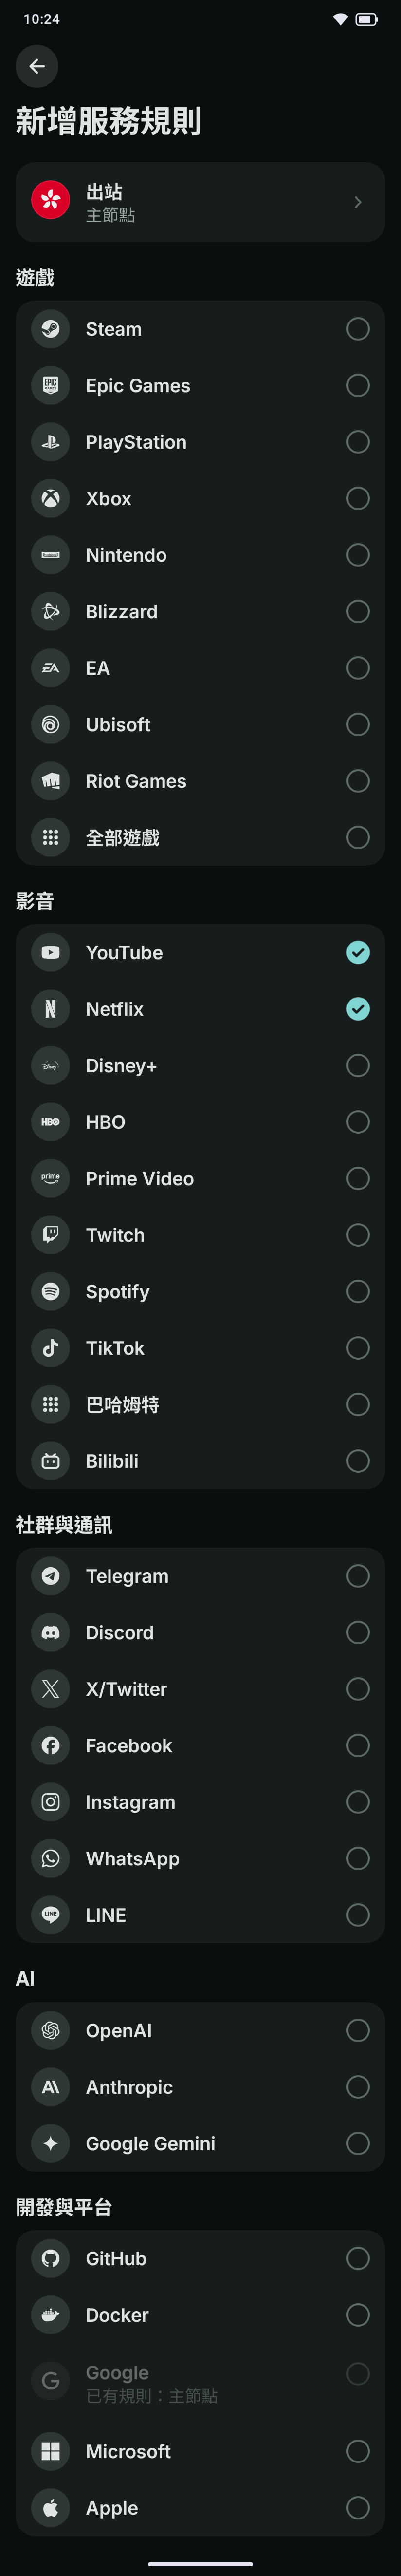 10:24
新增服務規則
出站
主節點
遊戲
Steam
Epic Games
PlayStation
Xbox
Nintendo
Blizzard
EA
Ubisoft
Riot Games
全部遊戲
影音
YouTube
Netflix
Disney+
HBO
Prime Video
Twitch
Spotify
TikTok
巴哈姆特
Bilibili
社群與通訊
Telegram
Discord
X/Twitter
Facebook
Instagram
WhatsApp
LINE
AI
OpenAI
Anthropic
Google Gemini
開發與平台
GitHub
Docker
Google
已有規則：主節點
Microsoft
Apple